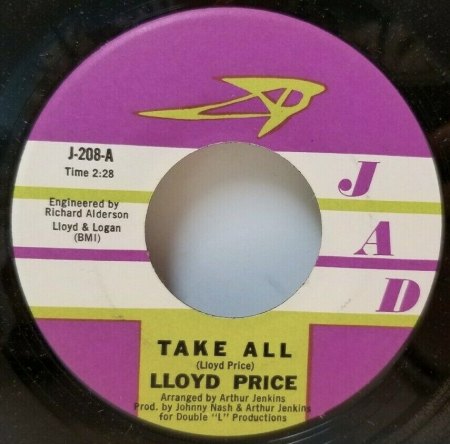 J-208-A
Time 2:28
Engineered by
Richard Alderson
Lloyd & Logan
(BMI)
J
A
D
TAKE ALL
(Lloyd Price)
LLOYD PRICE
Arranged by Arthur Jenkins
Prod. by Johnny Nash & Arthur Jenkins
for Double "L" Productions